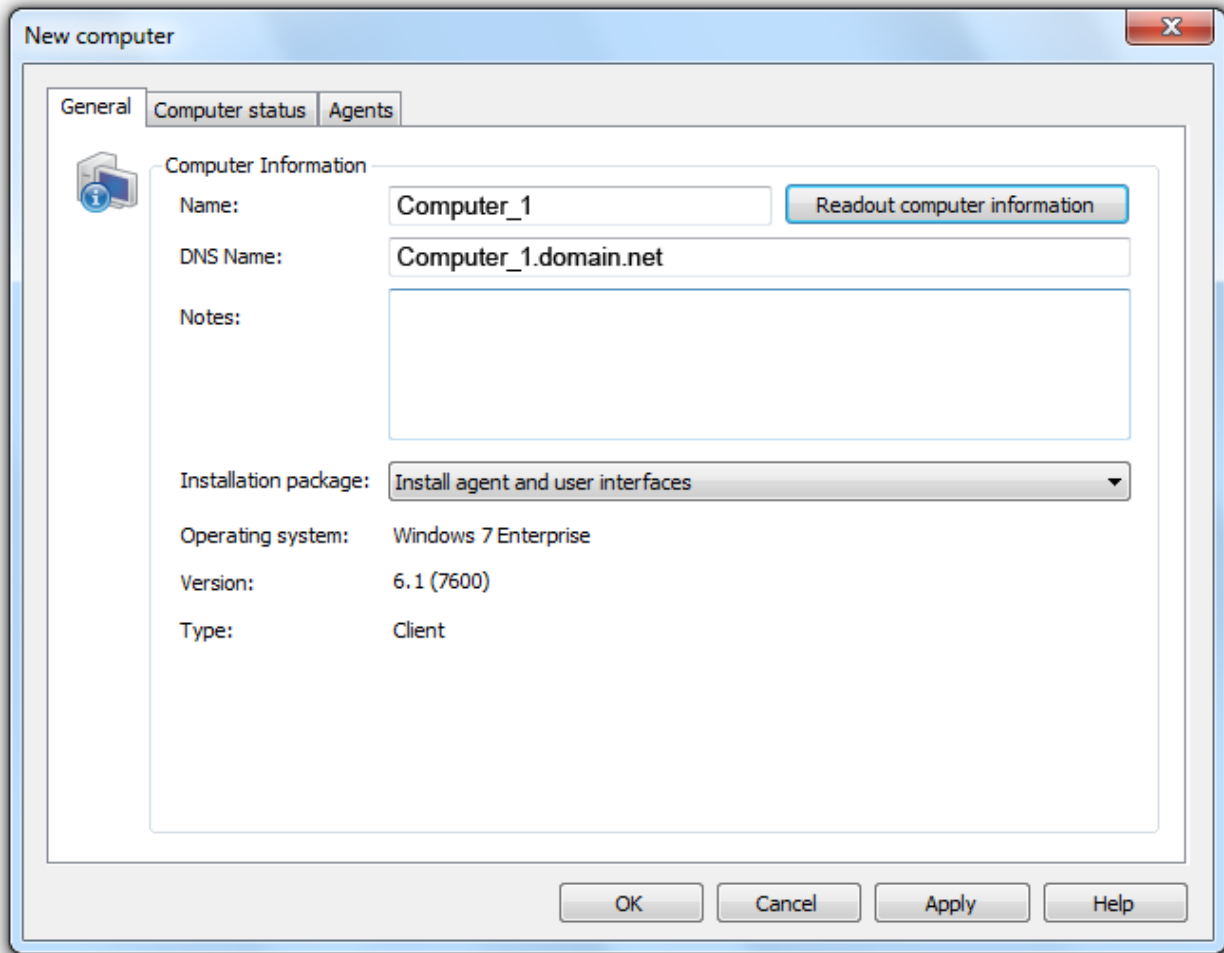 New computer
General Computer status Agents
Computer Information
Name: Computer_1 Readout computer information
DNS Name: Computer_1.domain.net
Notes:
Installation package: Install agent and user interfaces
Operating system: Windows 7 Enterprise
Version: 6.1 (7600)
Type: Client
OK Cancel Apply Help